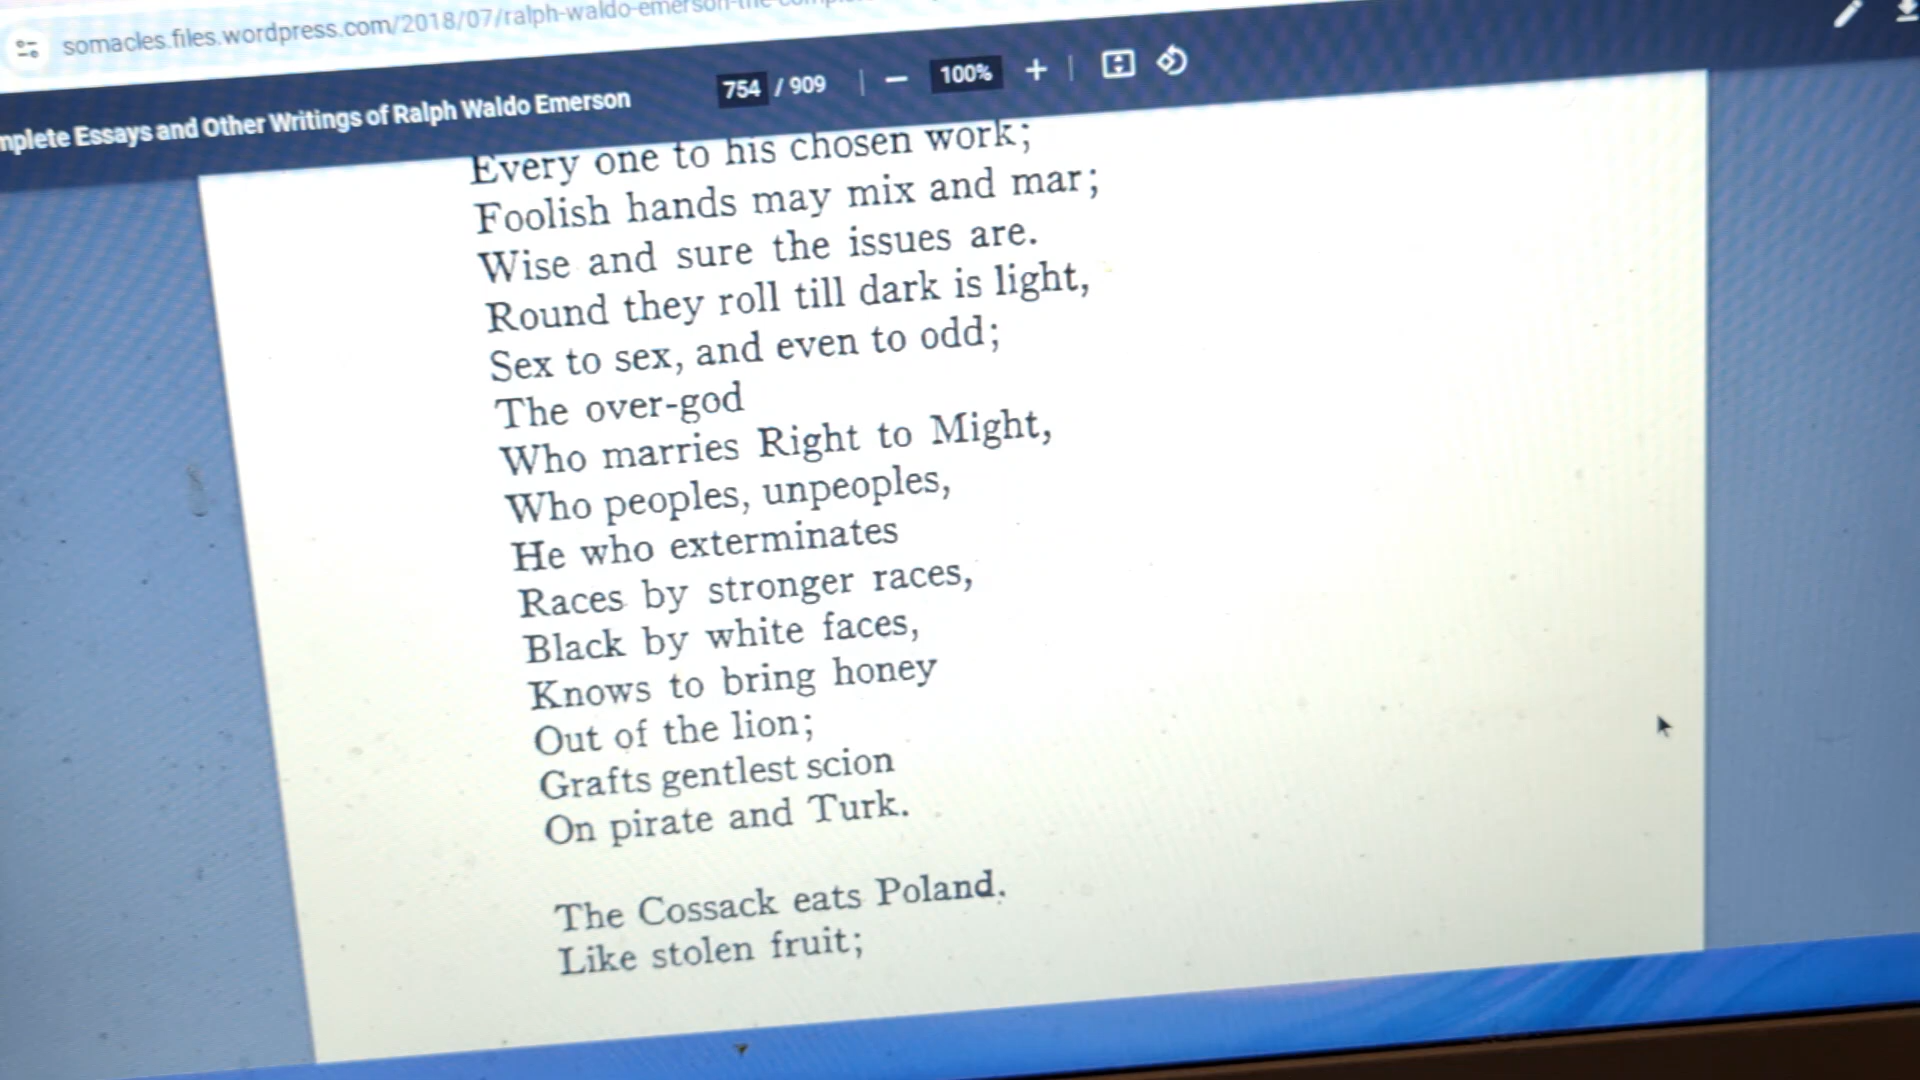 somacles.files.wordpress.com/2018/07/ralph-waldo-emerson-the-comple
mplete Essays and Other Writings of Ralph Waldo Emerson
754 / 909
100%
Every one to his chosen work;
Foolish hands may mix and mar;
Wise and sure the issues are.
Round they roll till dark is light,
Sex to sex, and even to odd;
The over-god
Who marries Right to Might,
Who peoples, unpeoples,
He who exterminates
Races by stronger races,
Black by white faces,
Knows to bring honey
Out of the lion;
Grafts gentlest scion
On pirate and Turk.
The Cossack eats Poland.
Like stolen fruit;